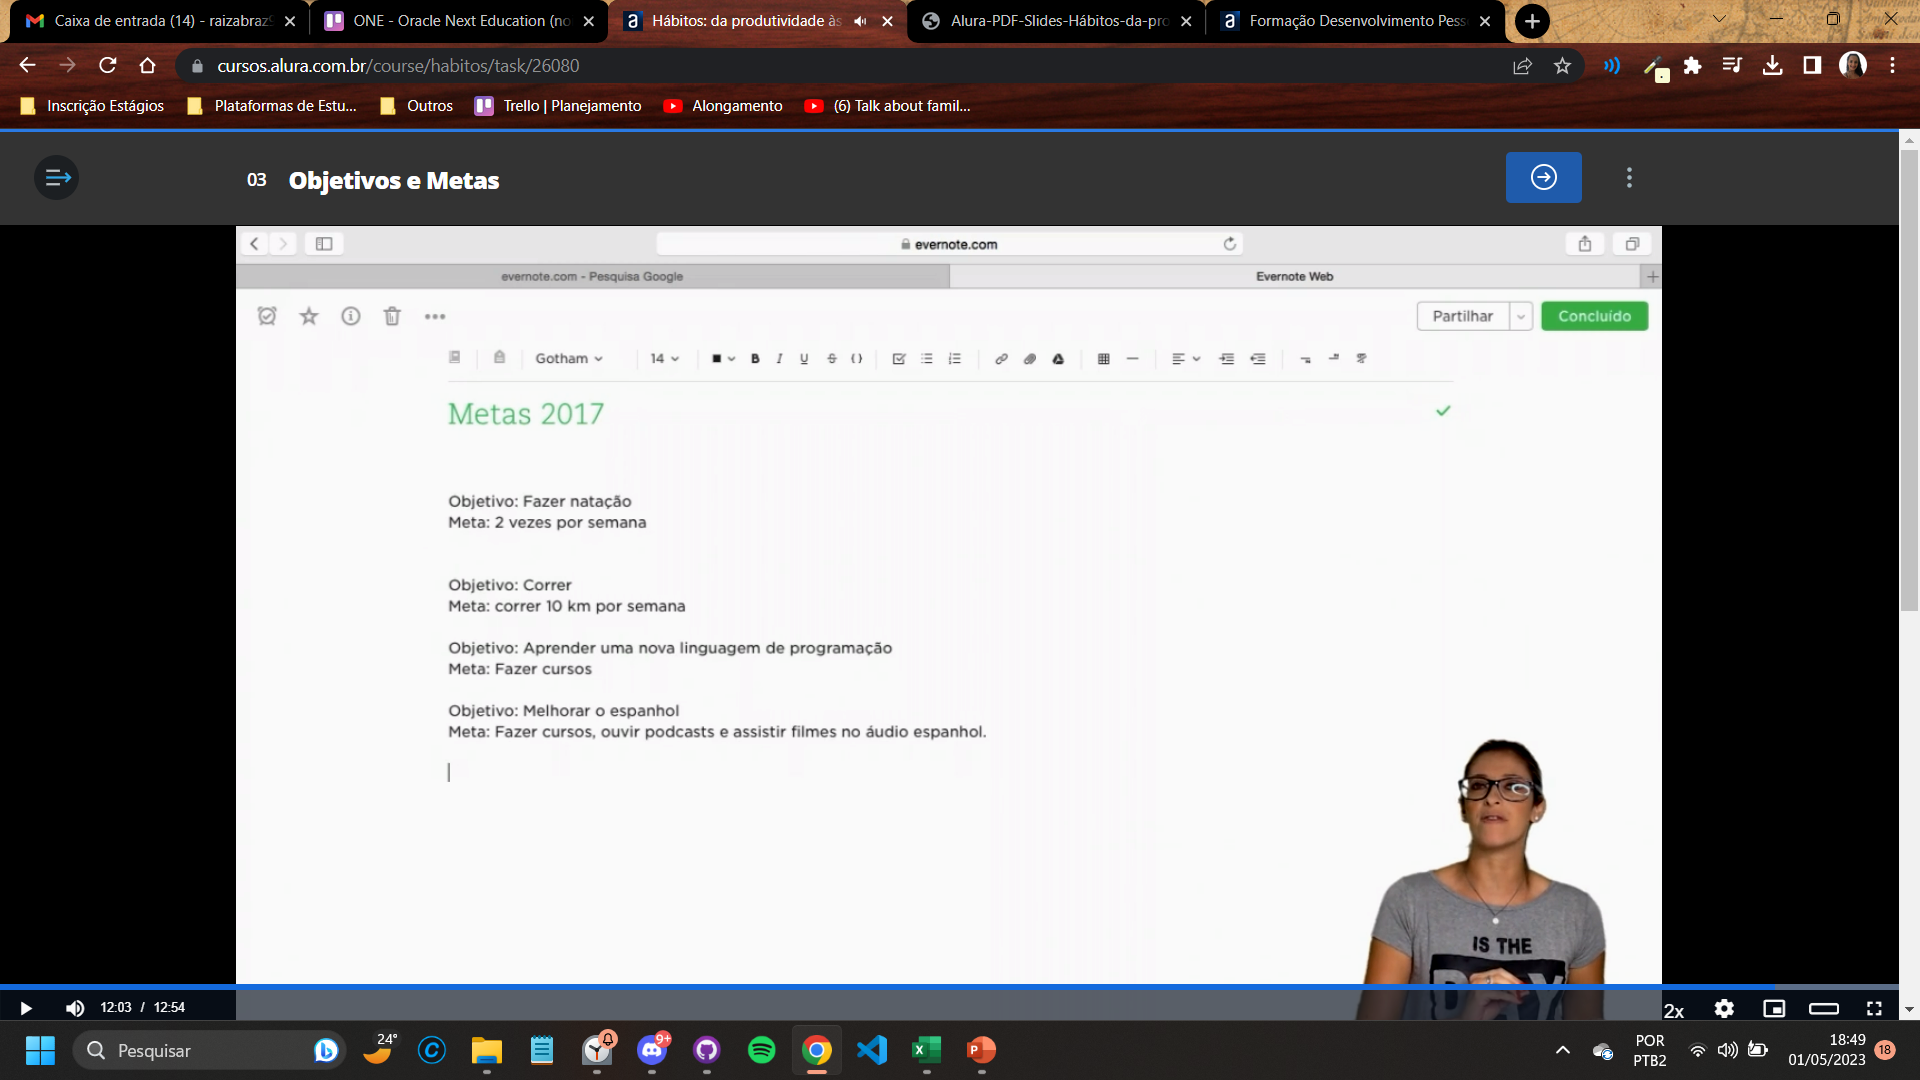 Caixa de entrada (14) - raizabraz9
ONE - Oracle Next Education (no
Hábitos: da produtividade às
Alura-PDF-Slides-Hábitos-da-pro
Formação Desenvolvimento Pess
cursos.alura.com.br/course/habitos/task/26080
Inscrição Estágios
Plataformas de Estu...
Outros
Trello | Planejamento
Alongamento
(6) Talk about famil...
03 Objetivos e Metas
evernote.com
evernote.com - Pesquisa Google
Evernote Web
Partilhar
Concluído
Gotham
14
B I U S
Metas 2017
Objetivo: Fazer natação
Meta: 2 vezes por semana
Objetivo: Correr
Meta: correr 10 km por semana
Objetivo: Aprender uma nova linguagem de programação
Meta: Fazer cursos
Objetivo: Melhorar o espanhol
Meta: Fazer cursos, ouvir podcasts e assistir filmes no áudio espanhol.
IS THE
12:03 / 12:54
2x
Pesquisar
24°
9+
POR
PTB2
18:49
01/05/2023
18